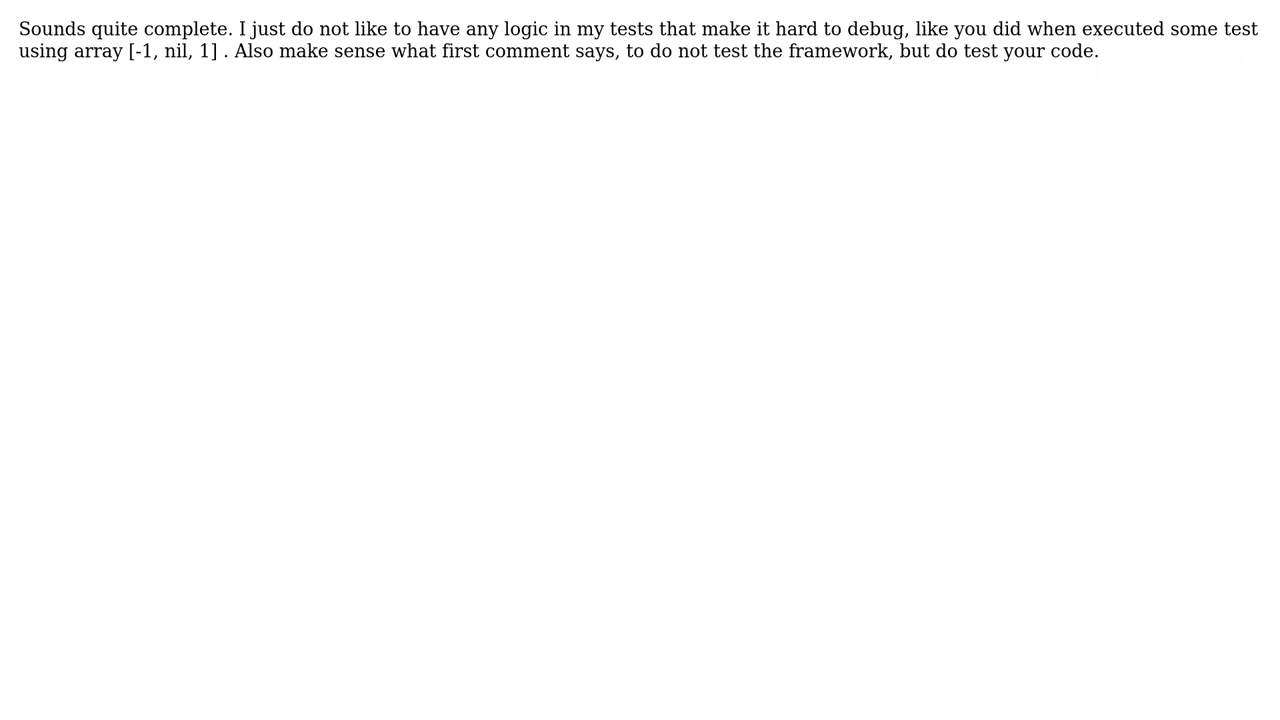 Sounds quite complete. I just do not like to have any logic in my tests that make it hard to debug, like you did when executed some test
using array [-1, nil, 1] . Also make sense what first comment says, to do not test the framework, but do test your code.